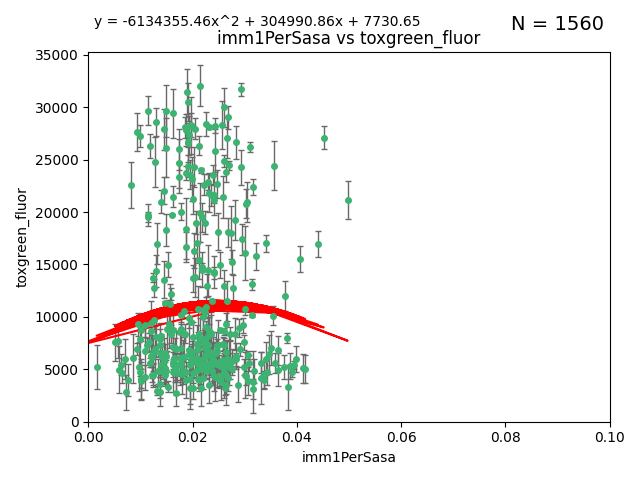 y = -6134355.46x^2 + 304990.86x + 7730.65
N = 1560
imm1PerSasa vs toxgreen_fluor
35000
30000
25000
20000
15000
10000
5000
0
toxgreen_fluor
0.00 0.02 0.04 0.06 0.08 0.10
imm1PerSasa